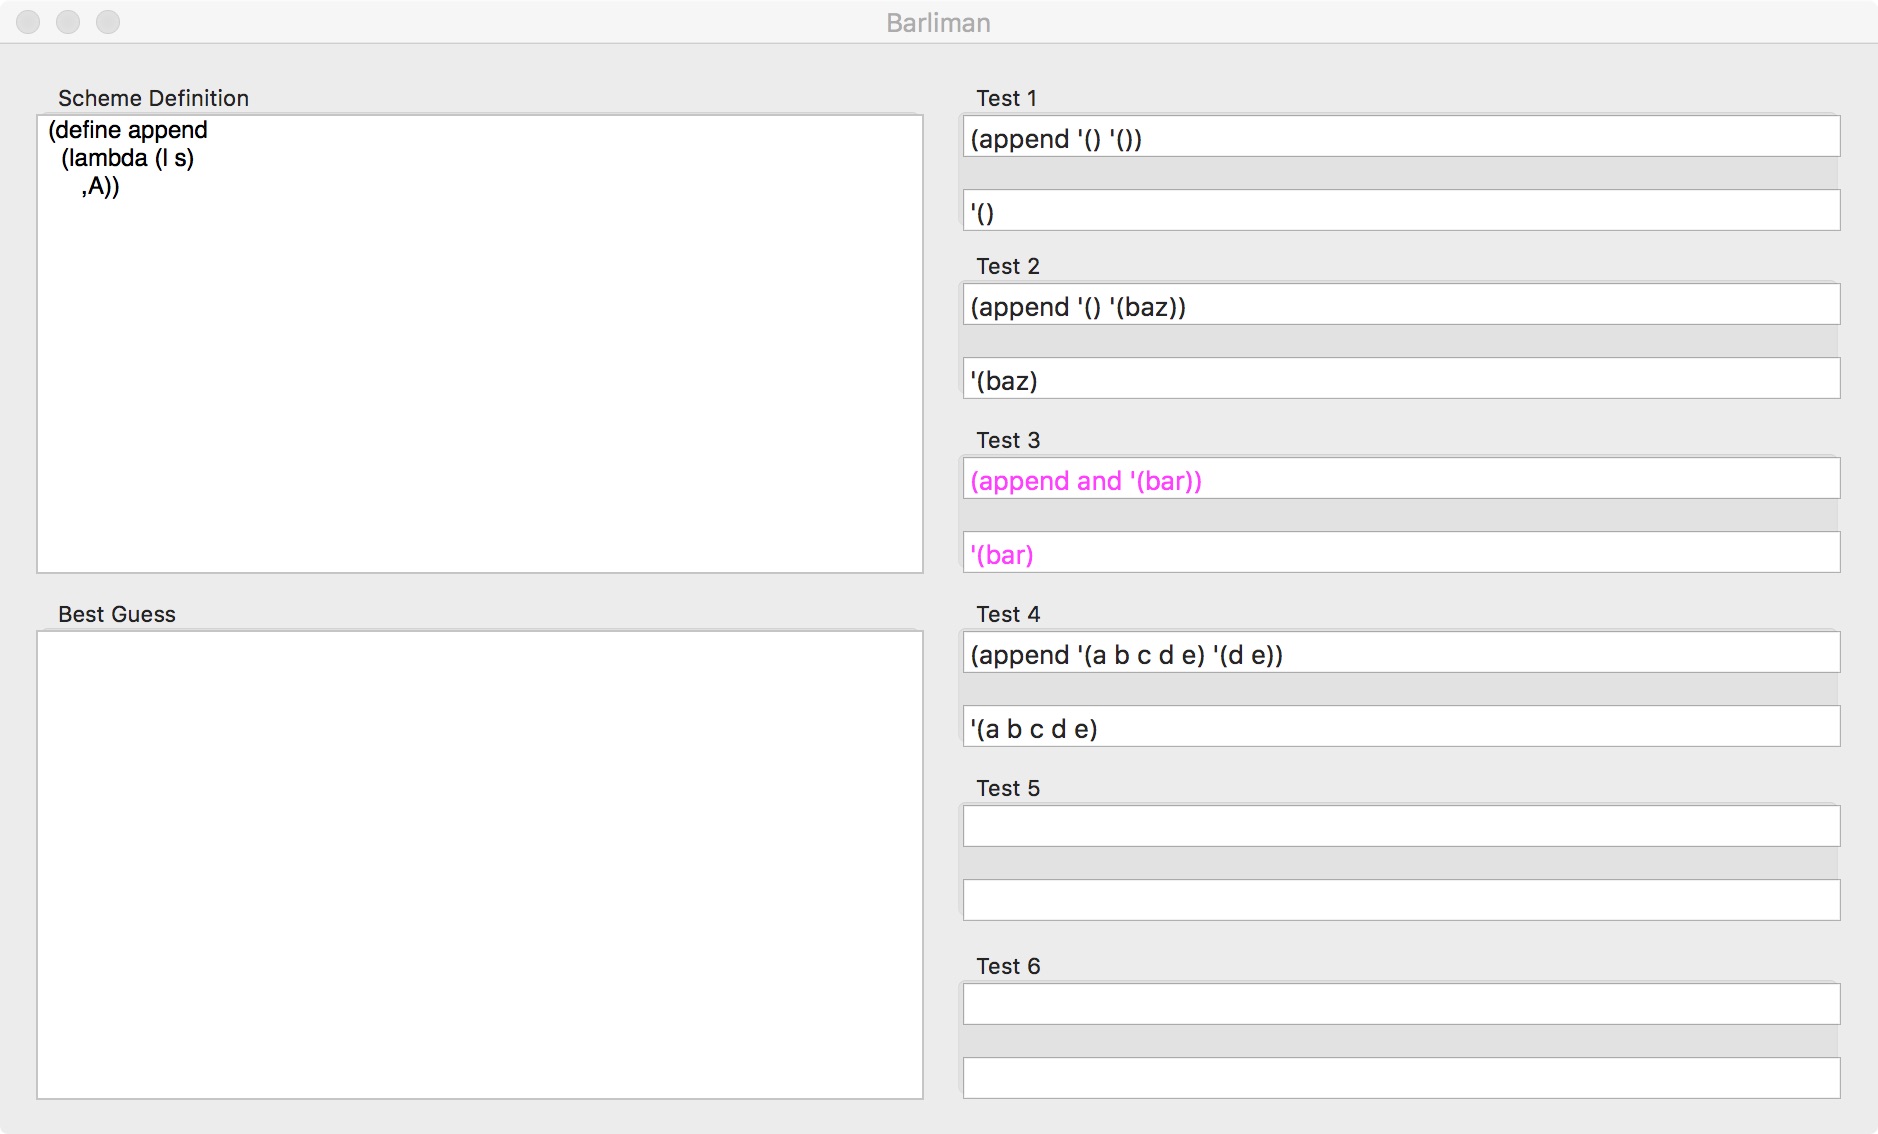 Barliman
Scheme Definition
(define append
(lambda (l s)
,A))
Best Guess
Test 1
(append '() '())
'()
Test 2
(append '() '(baz))
'(baz)
Test 3
(append and '(bar))
'(bar)
Test 4
(append '(a b c d e) '(d e))
'(a b c d e)
Test 5
Test 6